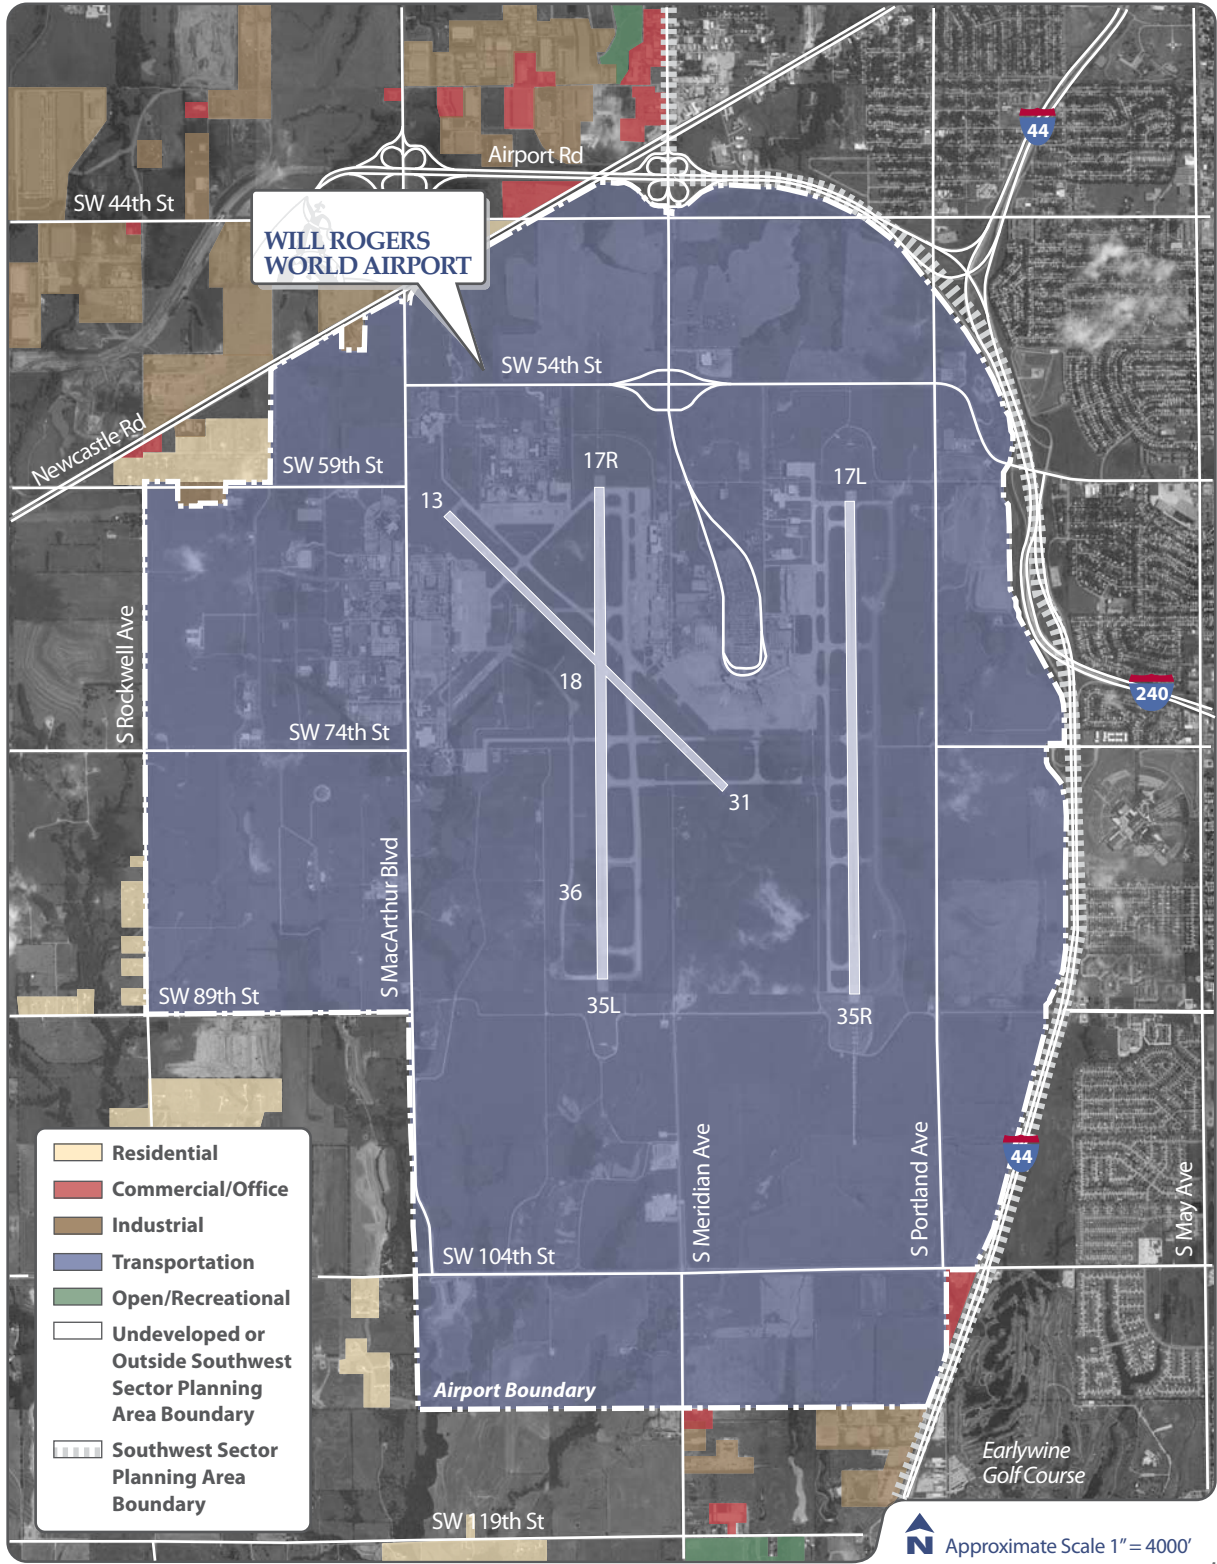 44
Airport Rd
SW 44th St
WILL ROGERS
WORLD AIRPORT
SW 54th St
Newcastle Rd
SW 59th St
17R
17L
13
S Rockwell Ave
18
240
SW 74th St
31
S MacArthur Blvd
36
SW 89th St
35L
35R
S Meridian Ave
S Portland Ave
44
S May Ave
SW 104th St
Residential
Commercial/Office
Industrial
Transportation
Open/Recreational
Undeveloped or
Outside Southwest
Sector Planning
Area Boundary
Southwest Sector
Planning Area
Boundary
Airport Boundary
Earlywine
Golf Course
SW 119th St
N
Approximate Scale 1″ = 4000′